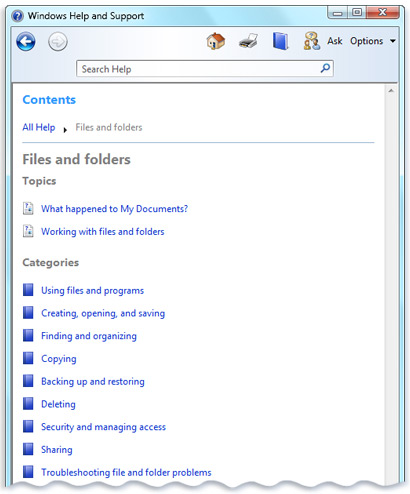 Windows Help and Support
Ask Options
Search Help
Contents
All Help Files and folders
Files and folders
Topics
What happened to My Documents?
Working with files and folders
Categories
Using files and programs
Creating, opening, and saving
Finding and organizing
Copying
Backing up and restoring
Deleting
Security and managing access
Sharing
Troubleshooting file and folder problems